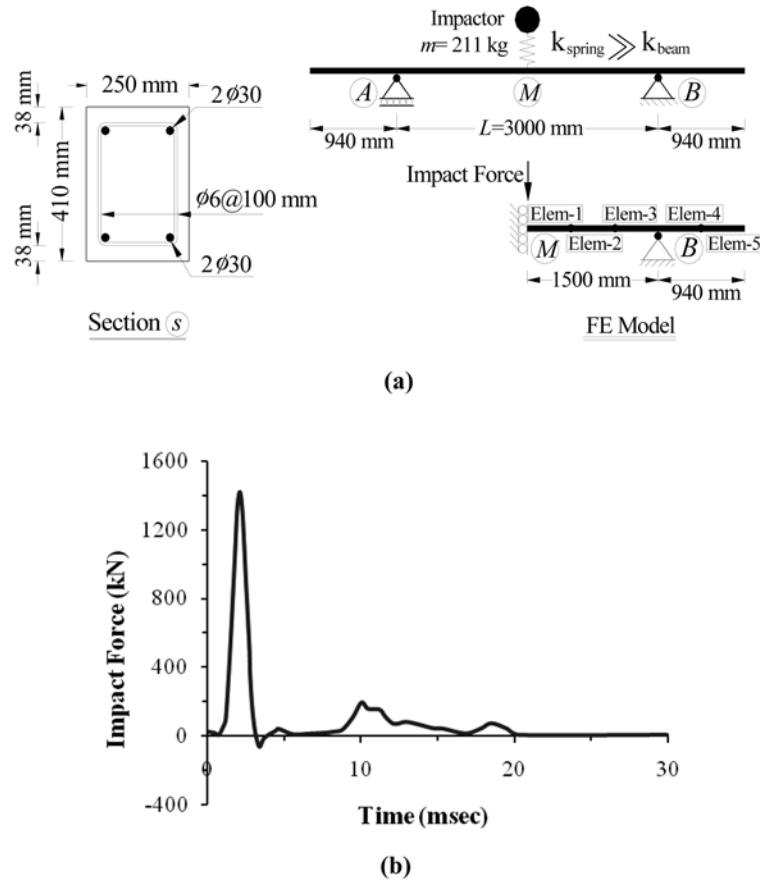 Impactor
m= 211 kg
k spring ≫ k beam
250 mm
2ϕ30
38 mm
410 mm
ϕ6@100 mm
38 mm
2ϕ30
Section s
A
M
B
940 mm
L=3000 mm
940 mm
Impact Force
Elem-1
Elem-3
Elem-4
M
Elem-2
B
Elem-5
1500 mm
940 mm
FE Model
(a)
1600
1200
800
400
0
-400
Impact Force (kN)
0
10
20
30
Time (msec)
(b)